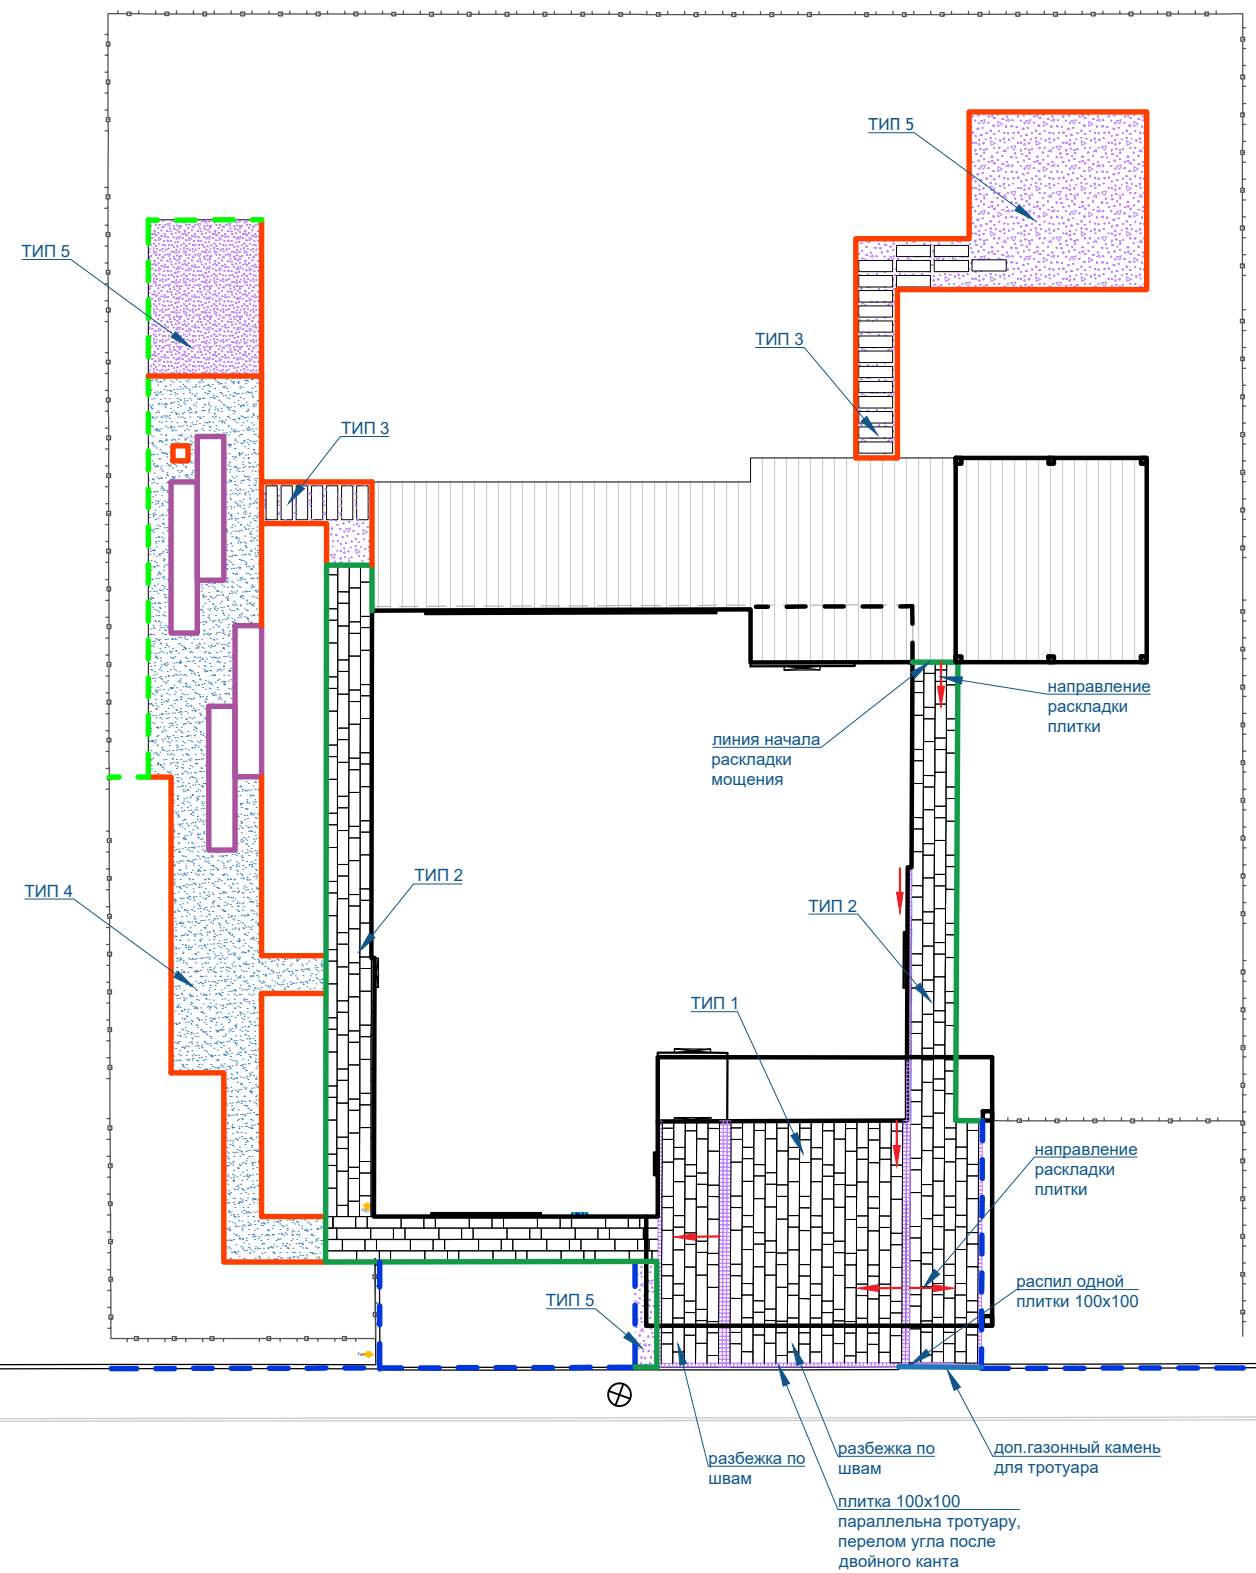 ТИП 5
ТИП 5
ТИП 3
ТИП 3
направление
раскладки
плитки
линия начала
раскладки
мощения
ТИП 2
ТИП 4
ТИП 2
ТИП 1
направление
раскладки
плитки
распил одной
плитки 100х100
ТИП 5
разбежка по
швам
разбежка по
швам
доп.газонный камень
для тротуара
плитка 100х100
параллельна тротуару,
перелом угла после
двойного канта